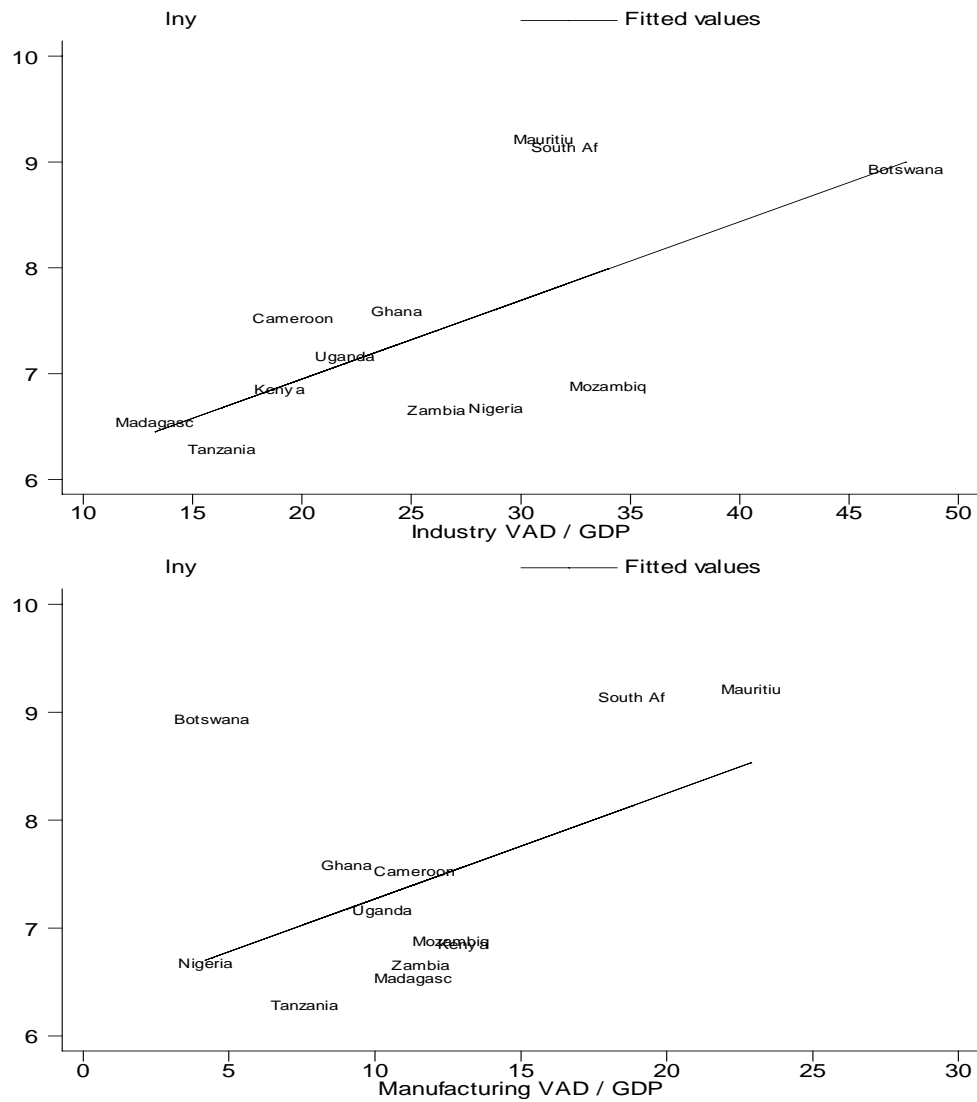 lny Fitted values
10
Mauritiu
South Af
9
Botswana
8
Ghana
Cameroon
Uganda
7
Kenya
Mozambiq
Nigeria
Zambia
Madagasc
Tanzania
6
10 15 20 25 30 35 40 45 50
Industry VAD / GDP
lny Fitted values
10
Mauritiu
South Af
9
Botswana
8
Ghana
Cameroon
Uganda
7
Mozambiq
Kenya
Nigeria
Zambia
Madagasc
Tanzania
6
0 5 10 15 20 25 30
Manufacturing VAD / GDP